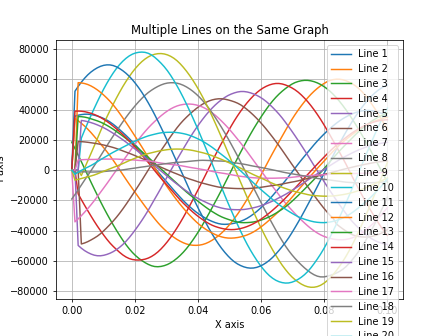 Multiple Lines on the Same Graph
80000
60000
40000
20000
0
−20000
−40000
−60000
−80000
0.00
0.02
0.04
0.06
X axis
Line 1
Line 2
Line 3
Line 4
Line 5
Line 6
Line 7
Line 8
Line 9
Line 10
Line 11
Line 12
Line 13
Line 14
Line 15
Line 16
Line 17
Line 18
Line 19
Line 20